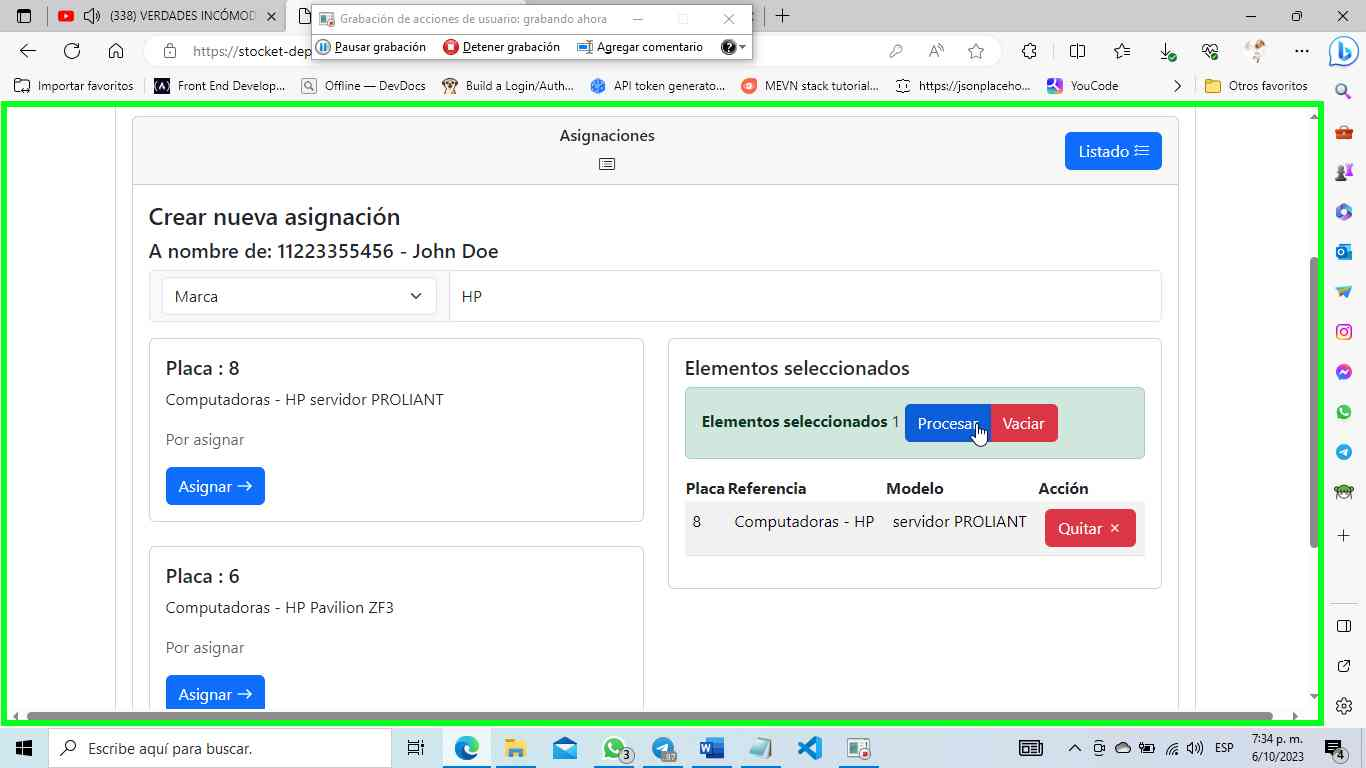 (338) VERDADES INCÓMOD
Grabación de acciones de usuario: grabando ahora
Pausar grabación
Detener grabación
Agregar comentario
https://stocket-dep
Importar favoritos
Front End Develop...
Offline — DevDocs
Build a Login/Auth...
API token generato...
MEVN stack tutorial...
https://jsonplaceho...
YouCode
Otros favoritos
Asignaciones
Listado
Crear nueva asignación
A nombre de: 11223355456 - John Doe
Marca
HP
Placa : 8
Computadoras - HP servidor PROLIANT
Por asignar
Asignar
Elementos seleccionados
Elementos seleccionados 1
Procesar
Vaciar
Placa Referencia Modelo Acción
8 Computadoras - HP servidor PROLIANT
Quitar
Placa : 6
Computadoras - HP Pavilion ZF3
Por asignar
Asignar
Escribe aquí para buscar.
3
ESP
7:34 p. m.
6/10/2023
4